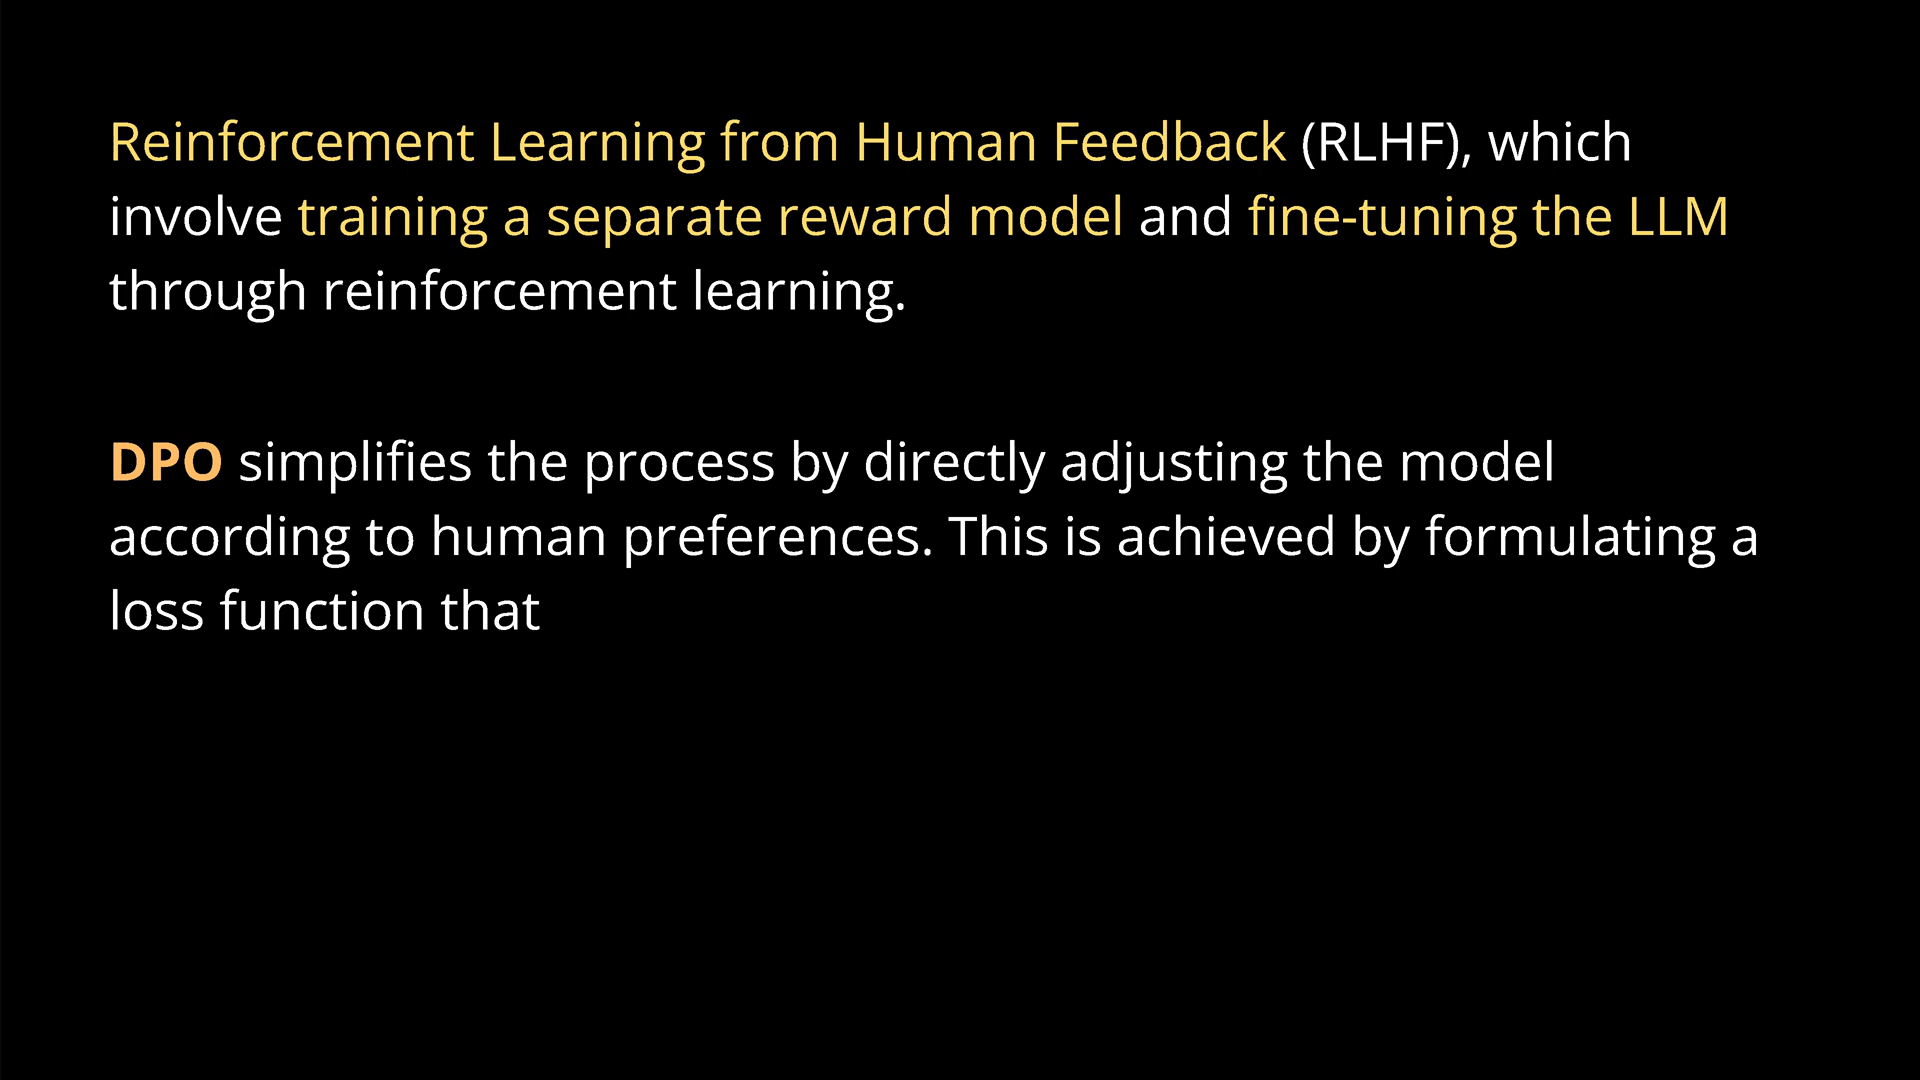 Reinforcement Learning from Human Feedback (RLHF), which
involve training a separate reward model and fine-tuning the LLM
through reinforcement learning.
DPO simplifies the process by directly adjusting the model
according to human preferences. This is achieved by formulating a
loss function that